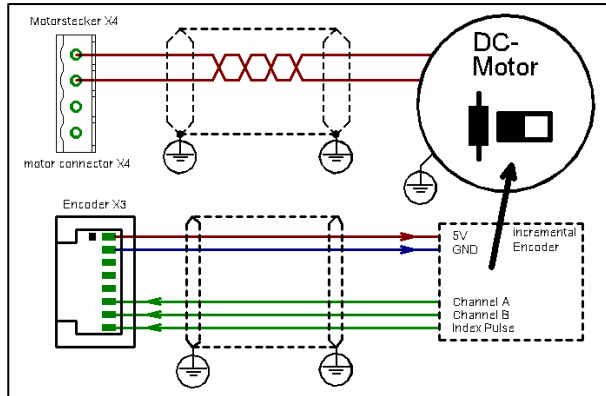 Motorstecker X4
DC-
Motor
motor connector X4
Encoder X3
5V
GND
Incremental
Encoder
Channel A
Channel B
Index Pulse